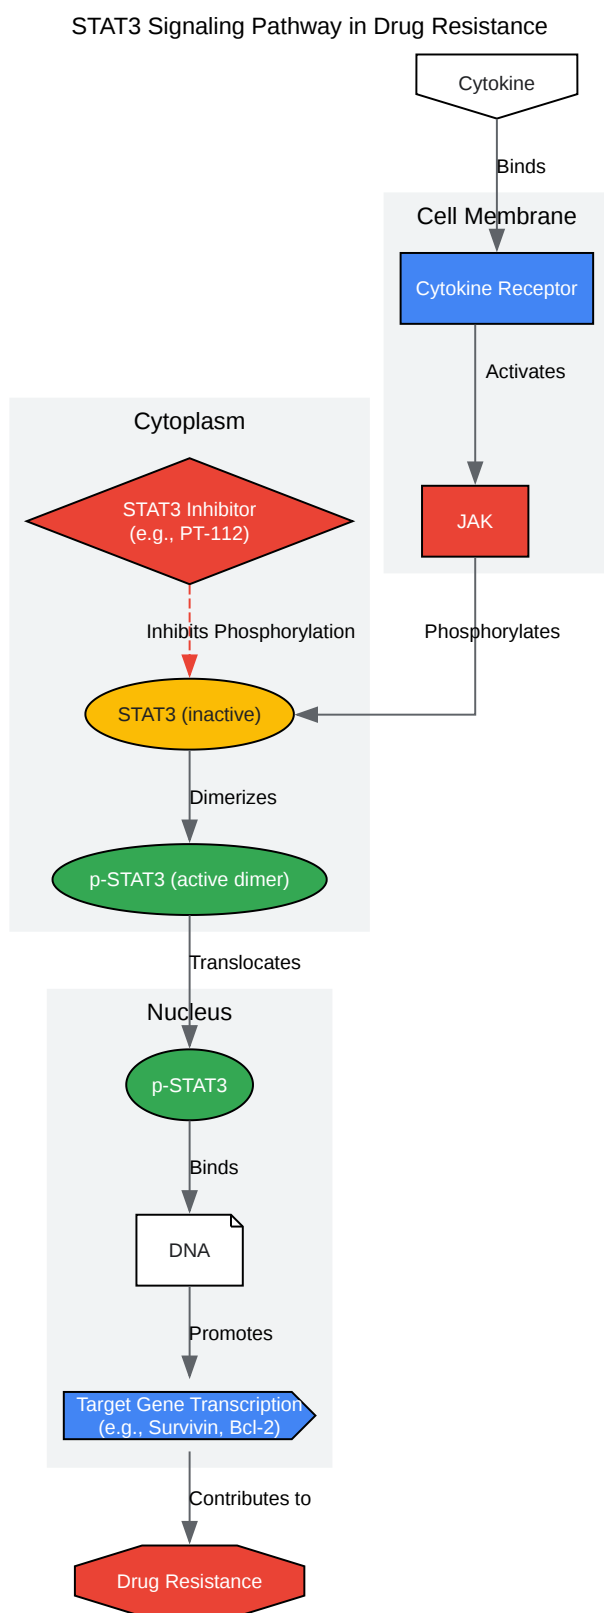 STAT3 Signaling Pathway in Drug Resistance
Cytokine
Binds
Cell Membrane
Cytokine Receptor
Activates
JAK
Phosphorylates
Cytoplasm
STAT3 Inhibitor
(e.g., PT-112)
Inhibits Phosphorylation
STAT3 (inactive)
Dimerizes
p-STAT3 (active dimer)
Translocates
Nucleus
p-STAT3
Binds
DNA
Promotes
Target Gene Transcription
(e.g., Survivin, Bcl-2)
Contributes to
Drug Resistance